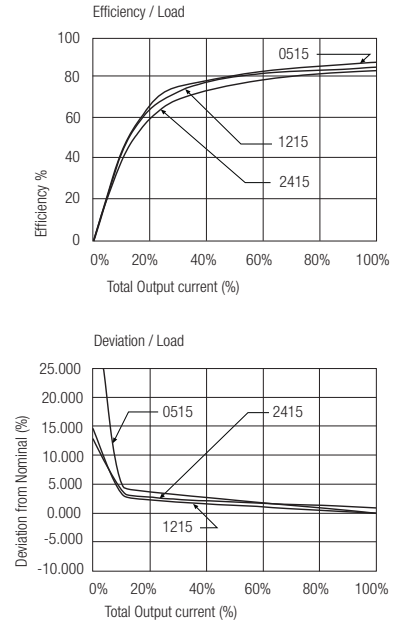 Efficiency / Load
100
80
60
40
20
0
Efficiency %
0515
1215
2415
0% 20% 40% 60% 80% 100%
Total Output current (%)
Deviation / Load
25.000
20.000
15.000
10.000
5.000
0.000
-5.000
-10.000
Deviation from Nominal (%)
0515
2415
1215
0% 20% 40% 60% 80% 100%
Total Output current (%)